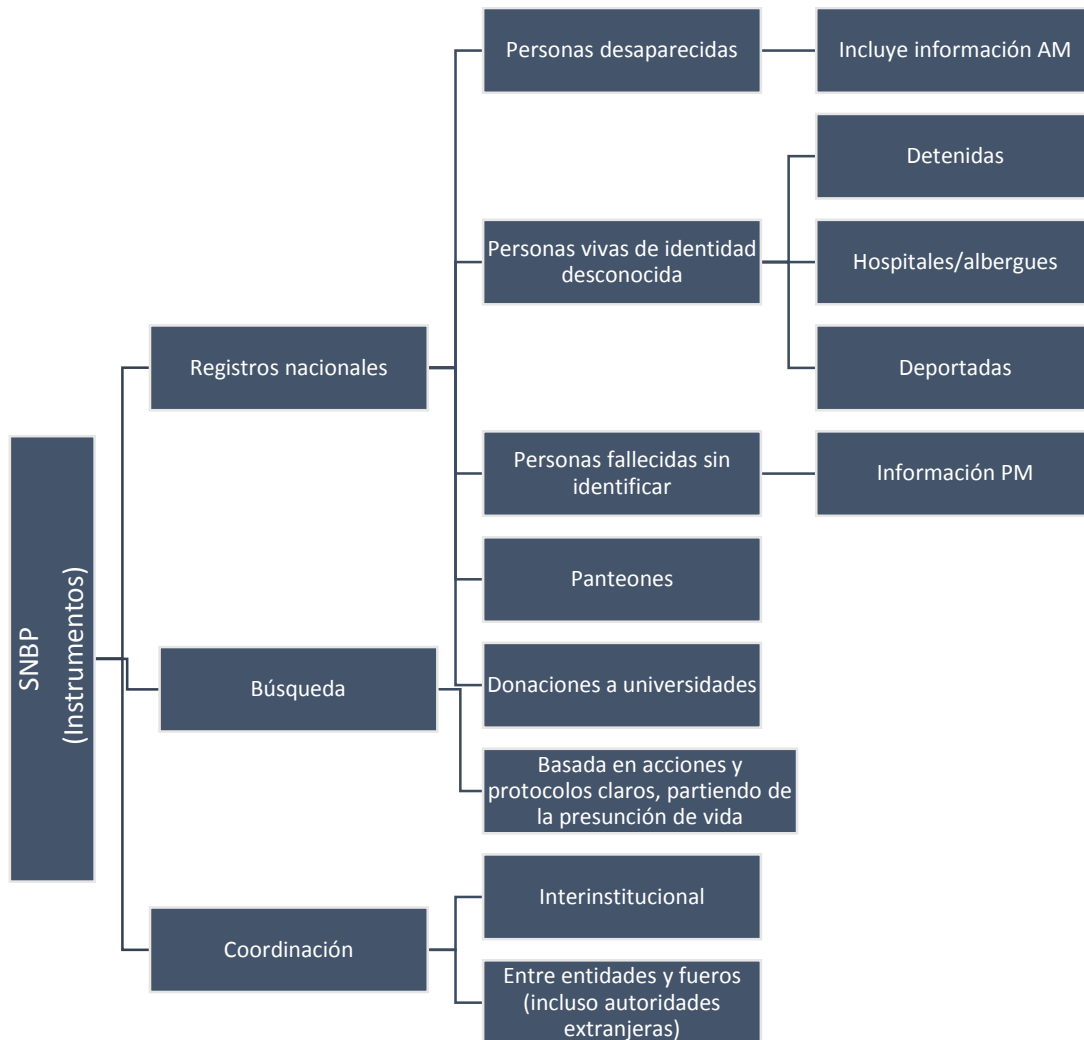 SNBP
(Instrumentos)
Registros nacionales
Personas desaparecidas
Incluye información AM
Personas vivas de identidad
desconocida
Detenidas
Hospitales/albergues
Deportadas
Personas fallecidas sin
identificar
Información PM
Panteones
Donaciones a universidades
Búsqueda
Basada en acciones y
protocolos claros, partiendo de
la presunción de vida
Coordinación
Interinstitucional
Entre entidades y fueros
(incluso autoridades
extranjeras)